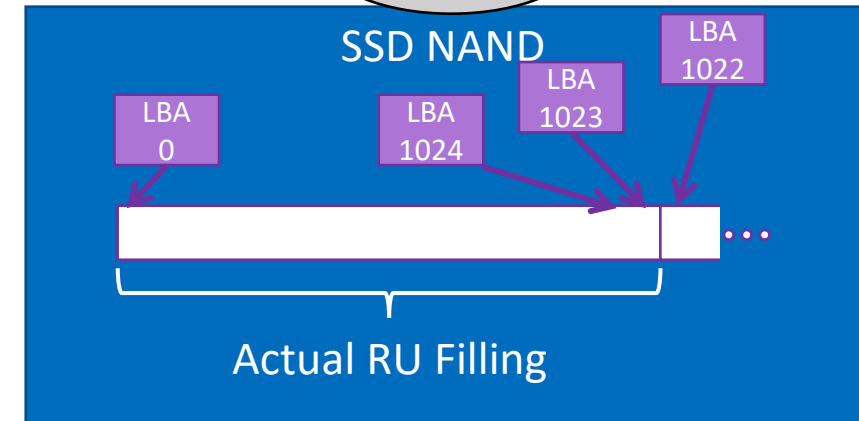 SSD NAND
LBA
0
LBA
1024
LBA
1023
LBA
1022
Actual RU Filling